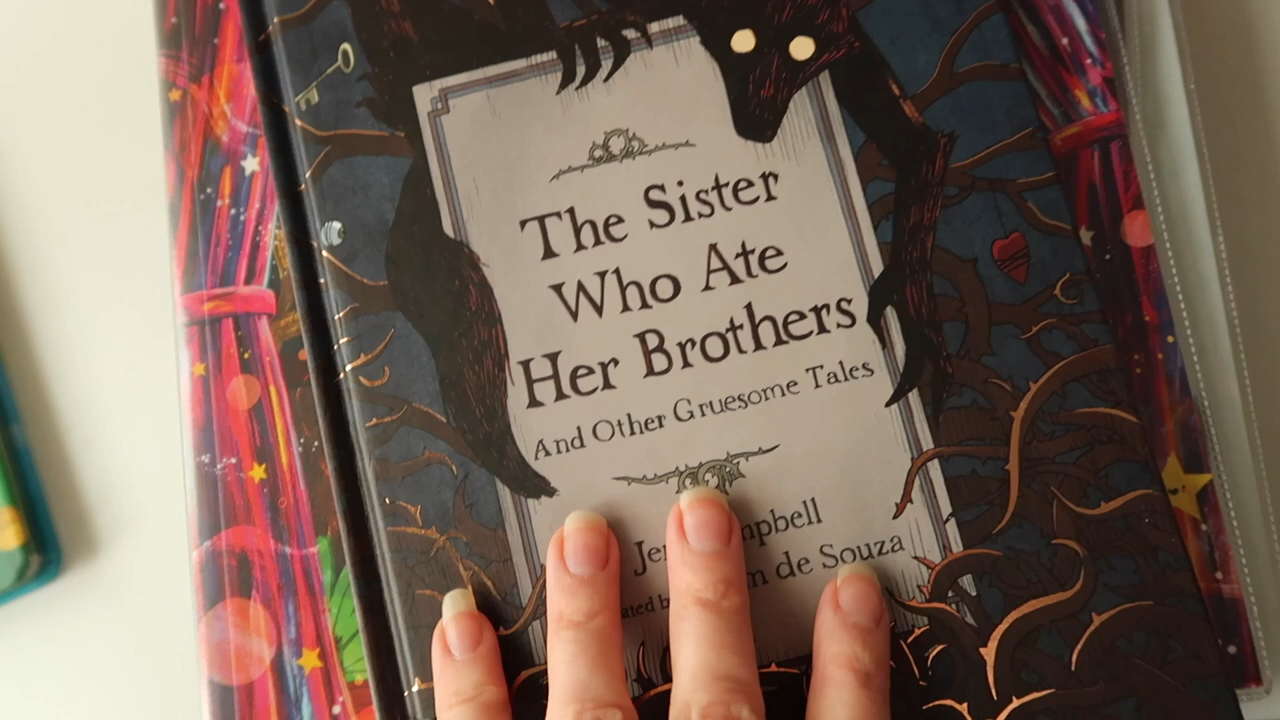 The Sister
Who Ate
Her Brothers
And Other Gruesome Tales
de Souza